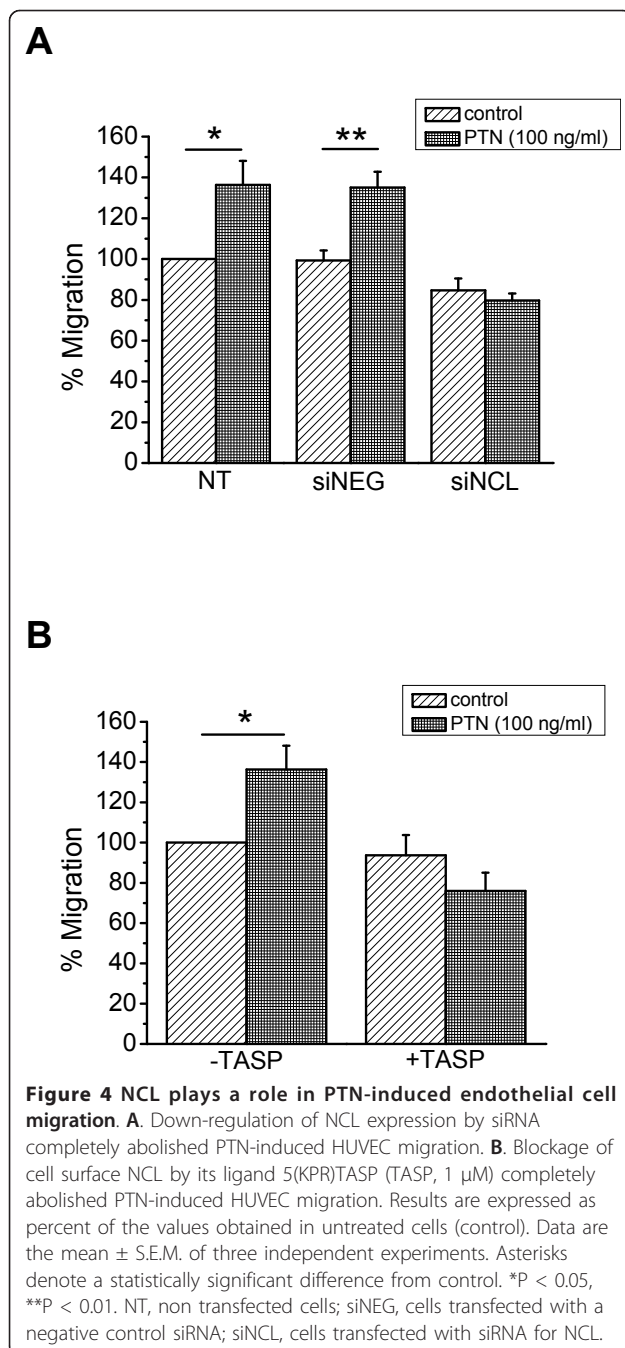 A
control
PTN (100 ng/ml)
* **
160
140
120
100
80
60
40
20
0
% Migration
NT siNEG siNCL
B
control
PTN (100 ng/ml)
*
160
140
120
100
80
60
40
20
0
% Migration
-TASP +TASP
Figure 4 NCL plays a role in PTN-induced endothelial cell
migration. A. Down-regulation of NCL expression by siRNA
completely abolished PTN-induced HUVEC migration. B. Blockage of
cell surface NCL by its ligand 5(KPR)TASP (TASP, 1 μM) completely
abolished PTN-induced HUVEC migration. Results are expressed as
percent of the values obtained in untreated cells (control). Data are
the mean ± S.E.M. of three independent experiments. Asterisks
denote a statistically significant difference from control. *P < 0.05,
**P < 0.01. NT, non transfected cells; siNEG, cells transfected with a
negative control siRNA; siNCL, cells transfected with siRNA for NCL.